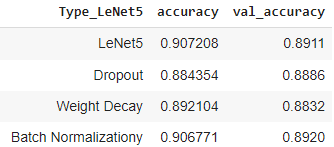 Type_LeNet5 accuracy val_accuracy
LeNet5 0.907208 0.8911
Dropout 0.884354 0.8886
Weight Decay 0.892104 0.8832
Batch Normalizationy 0.906771 0.8920